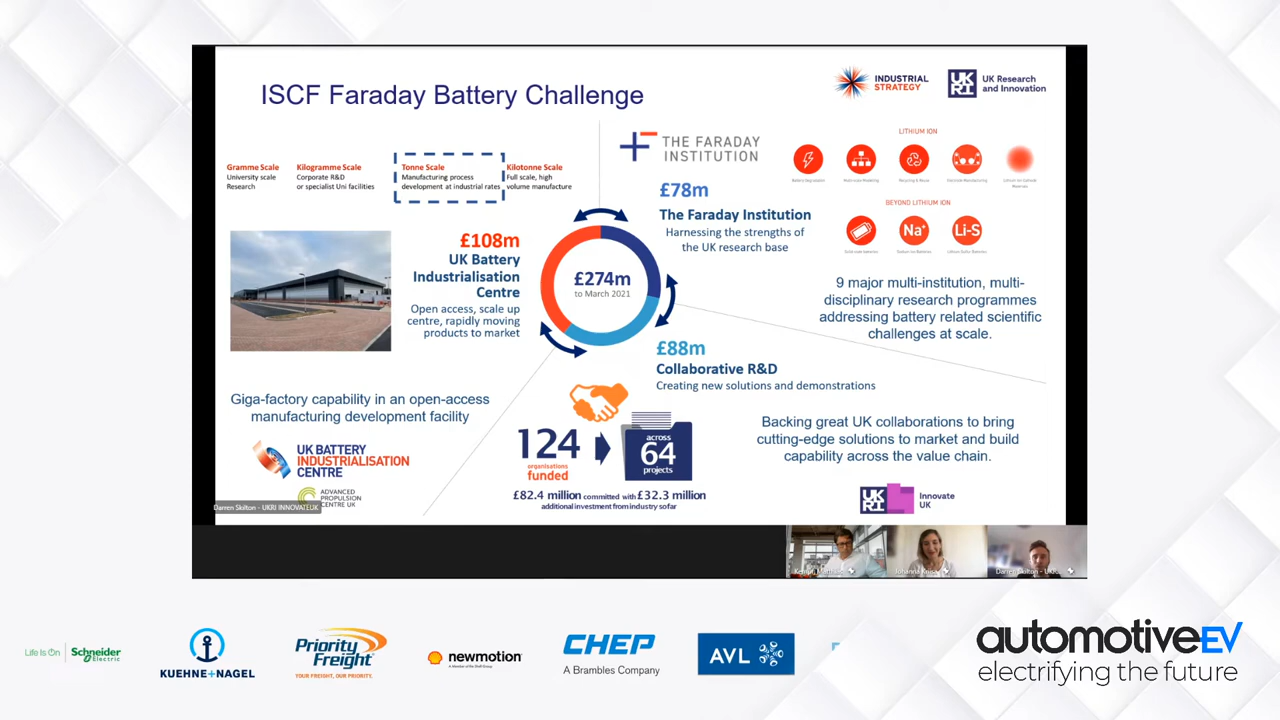 ISCF Faraday Battery Challenge
INDUSTRIAL
STRATEGY
UK
RI
UK Research
and Innovation
Gramme Scale
University scale
Research
Kilogramme Scale
Corporate R&D
or specialist Uni facilities
Tonne Scale
Manufacturing process
development at industrial rates
Kilotonne Scale
Full scale, high
volume manufacture
THE FARADAY
INSTITUTION
£78m
The Faraday Institution
Harnessing the strengths of
the UK research base
LITHIUM ION
BEYOND LITHIUM ION
Na+
Li-S
9 major multi-institution, multi-
disciplinary research programmes
addressing battery related scientific
challenges at scale.
£108m
UK Battery
Industrialisation
Centre
Open access, scale up
centre, rapidly moving
products to market
£274m
to March 2021
£88m
Collaborative R&D
Creating new solutions and demonstrations
Giga-factory capability in an open-access
manufacturing development facility
UK BATTERY
INDUSTRIALISATION
CENTRE
ADVANCED
PROPULSION
CENTRE UK
124
organisations
funded
across
64
projects
£82.4 million committed with £32.3 million
additional investment from industry so far
Backing great UK collaborations to bring
cutting-edge solutions to market and build
capability across the value chain.
UK
RI
Innovate
UK
Darren Skilton - UKRI INNOVATEUK
Darren Skilton - UK
Life Is On
Schneider
Electric
KUEHNE+NAGEL
Priority
Freight
YOUR FREIGHT, OUR PRIORITY.
newmotion
CHEP
A Brambles Company
AVL
automotiveEV
electrifying the future